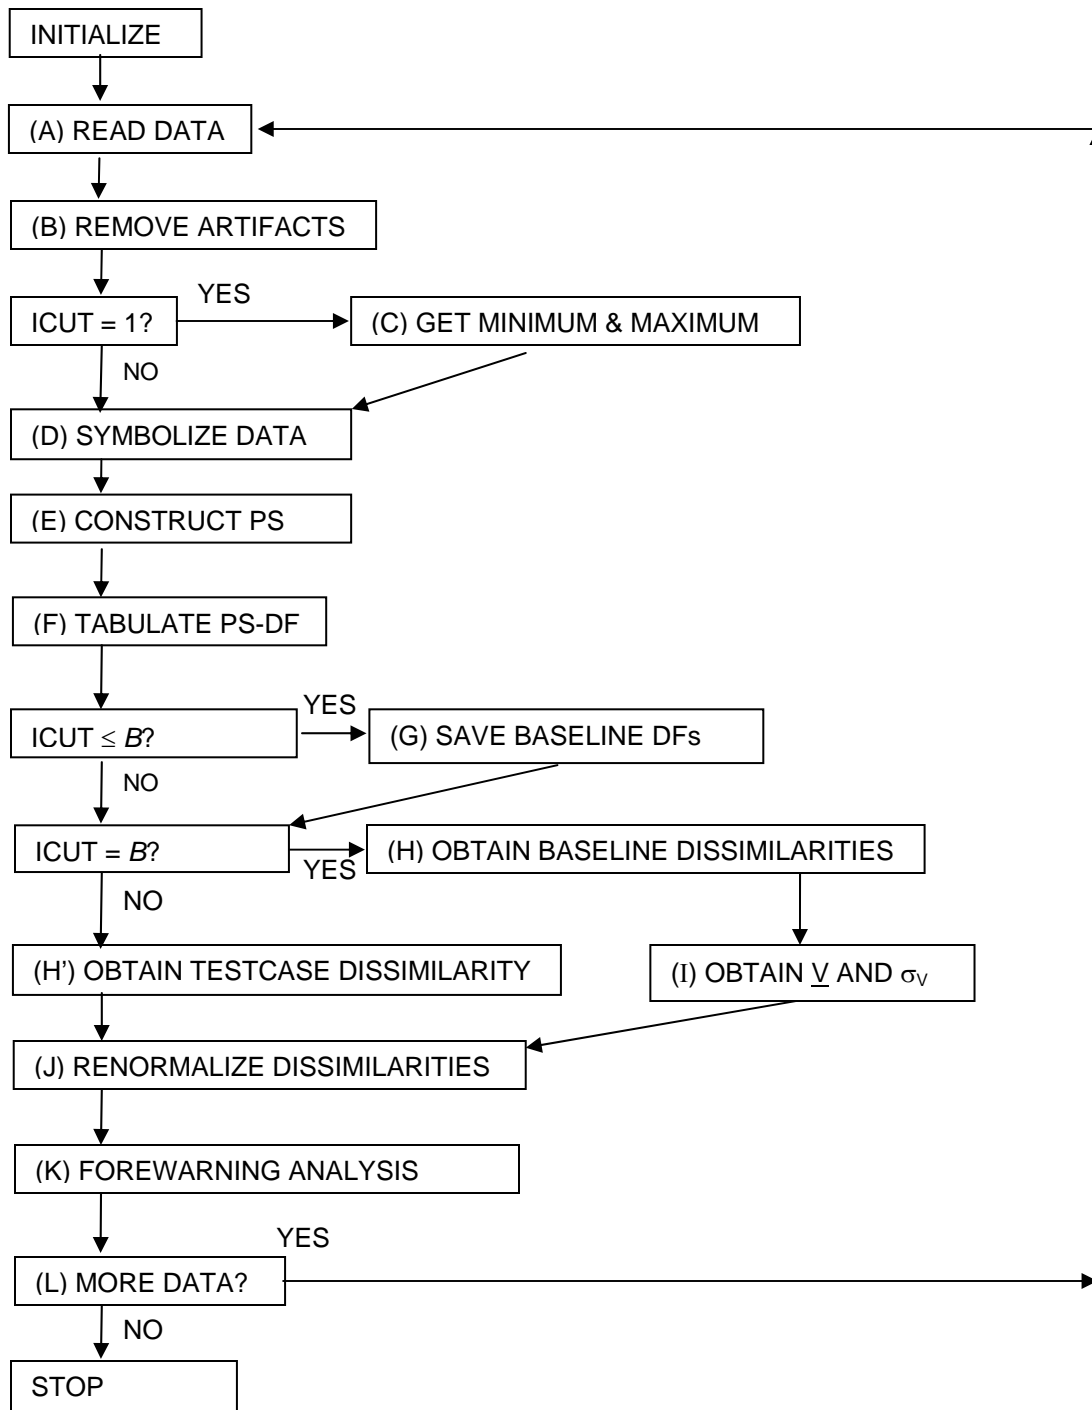 INITIALIZE
(A) READ DATA
(B) REMOVE ARTIFACTS
YES
ICUT = 1?
(C) GET MINIMUM & MAXIMUM
NO
(D) SYMBOLIZE DATA
(E) CONSTRUCT PS
(F) TABULATE PS-DF
YES
ICUT ≤ B?
(G) SAVE BASELINE DFs
NO
ICUT = B?
YES
(H) OBTAIN BASELINE DISSIMILARITIES
NO
(H') OBTAIN TESTCASE DISSIMILARITY
(I) OBTAIN V AND σV
(J) RENORMALIZE DISSIMILARITIES
(K) FOREWARNING ANALYSIS
YES
(L) MORE DATA?
NO
STOP